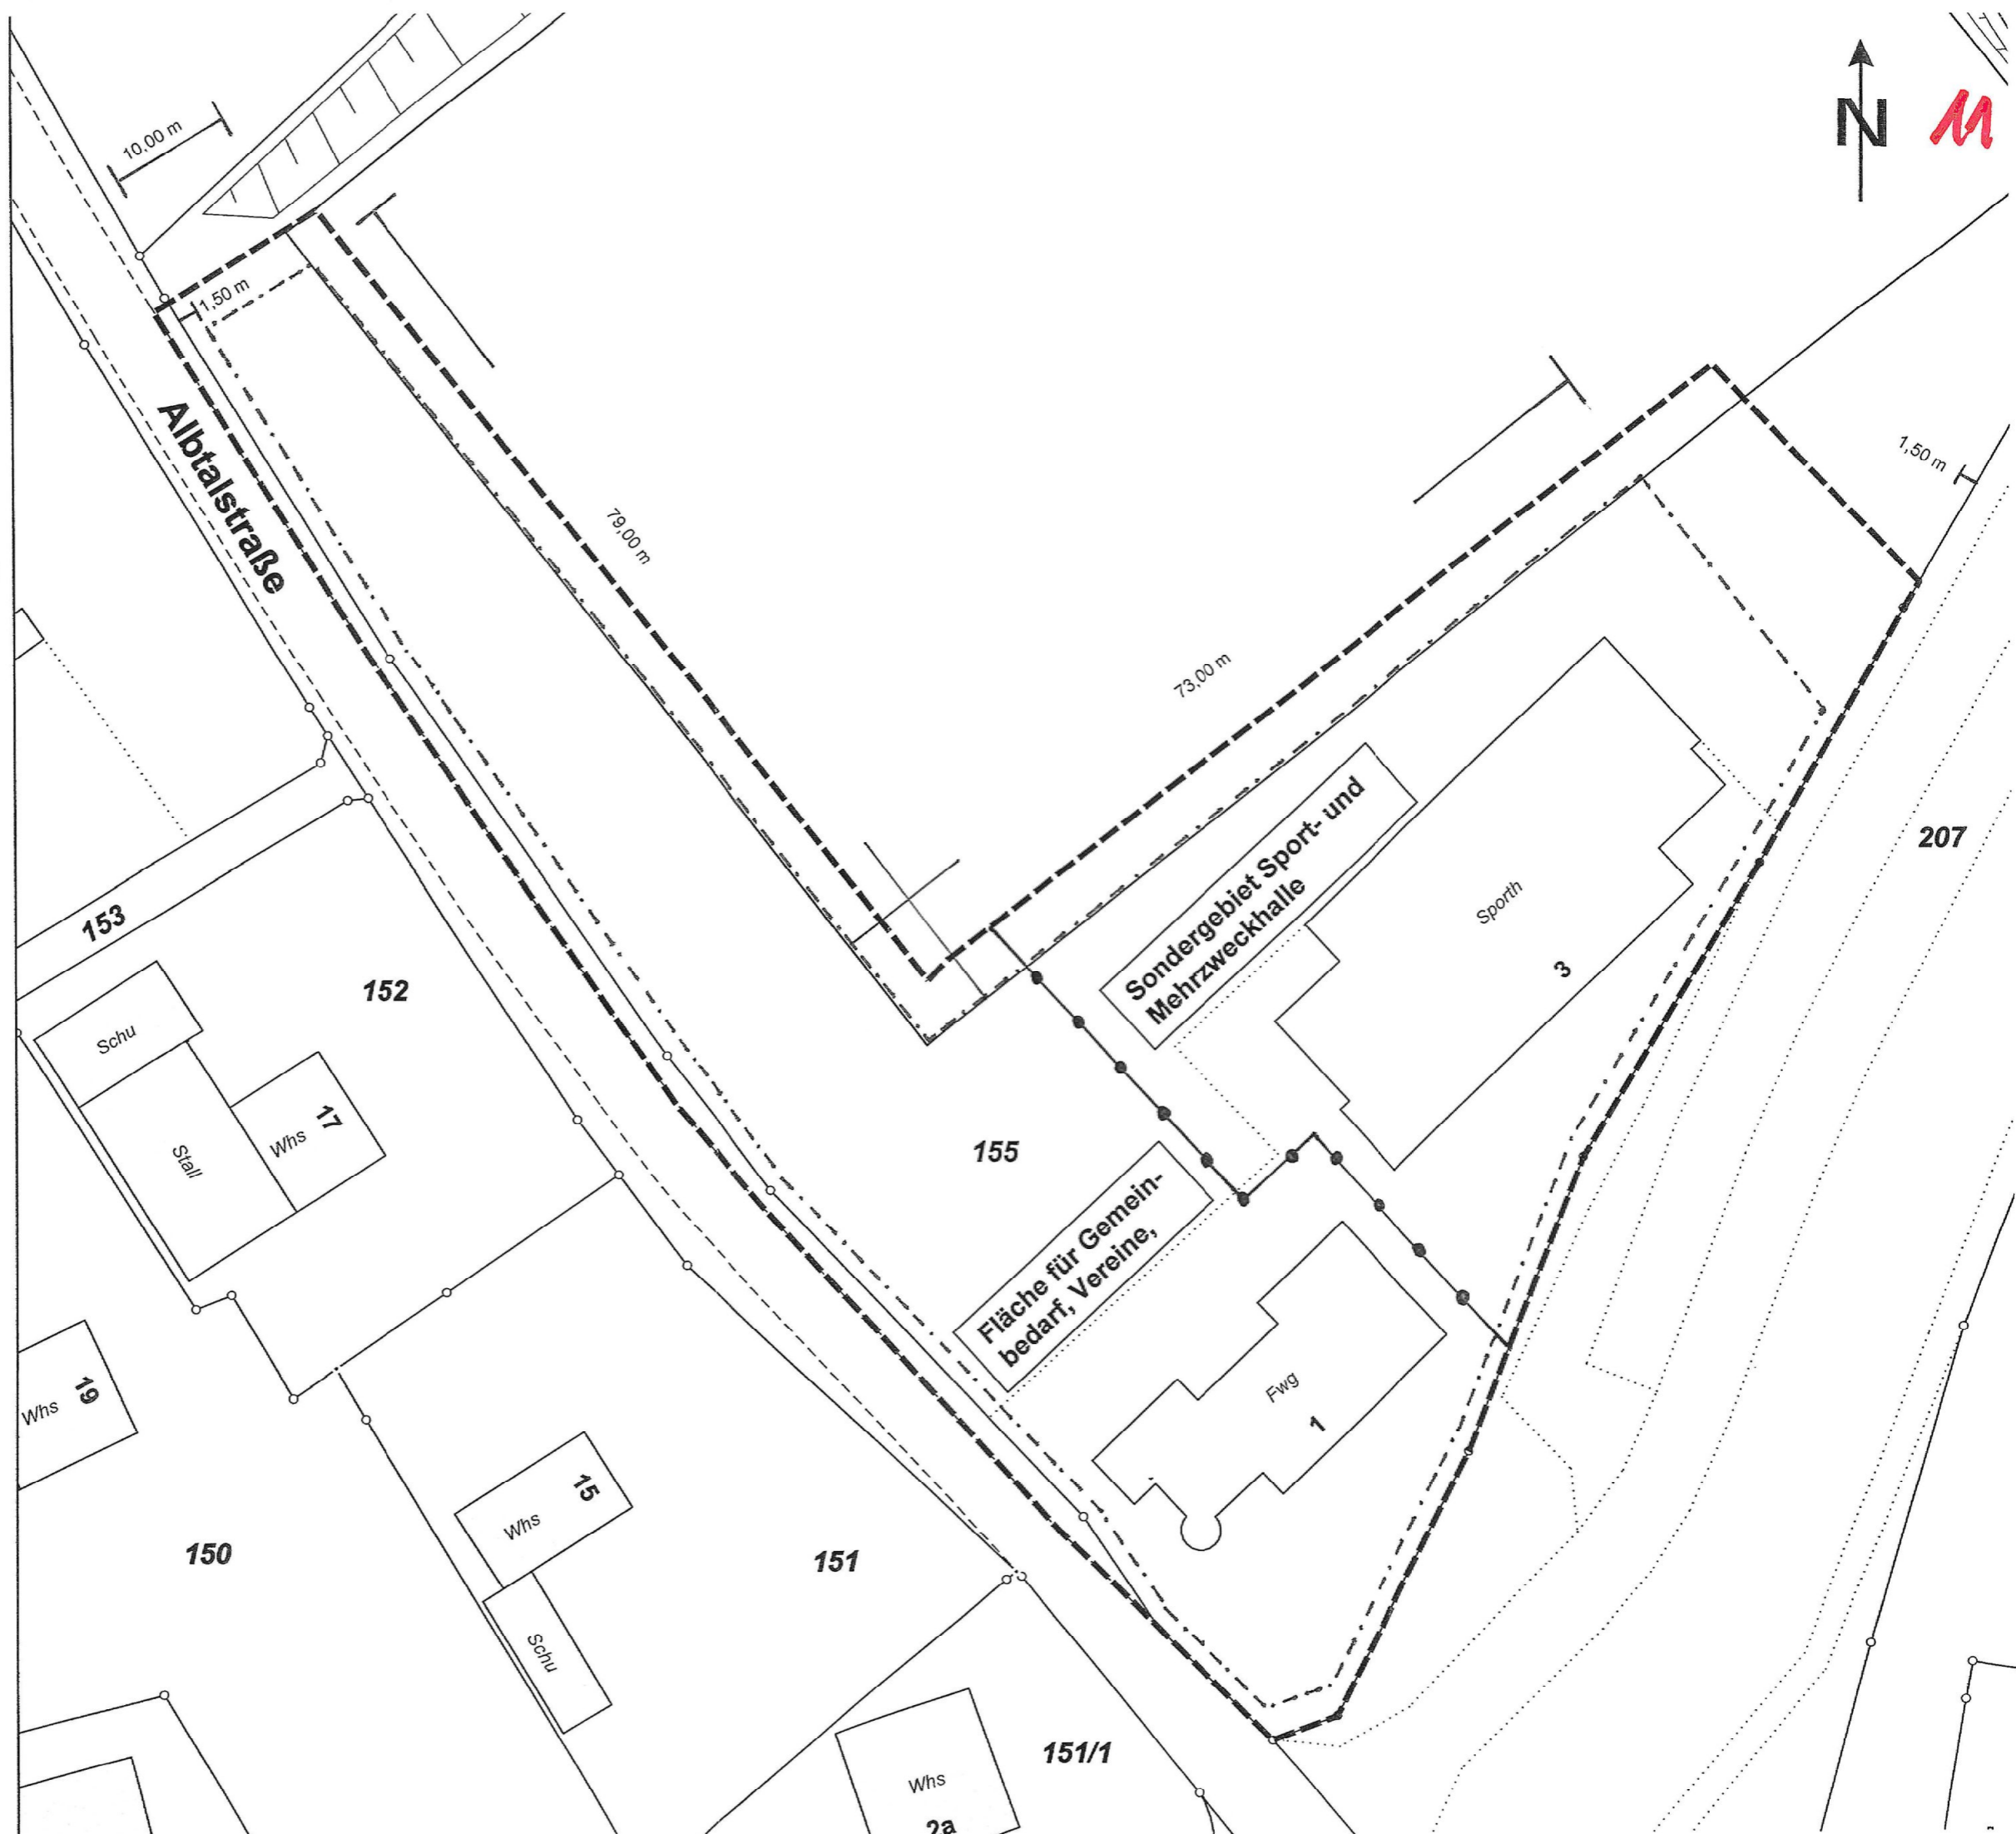 N
11
10,00 m
1,50 m
Albtalstraße
79,00 m
73,00 m
1,50 m
207
Sondergebiet Sport- und
Mehrzweckhalle
Sporth
3
153
152
Schu
Stall
Whs
17
155
Fläche für Gemein-
bedarf, Vereine,
Fwg
1
Whs
19
Whs
15
Schu
150
151
151/1
Whs
2a